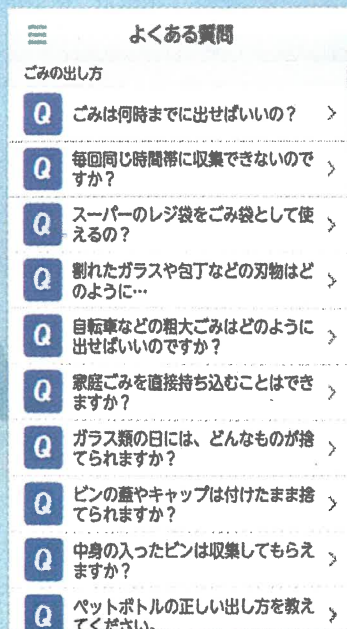 よくある質問
ごみの出し方
Q ごみは何時までに出せばいいの？
Q 毎回同じ時間帯に収集できないので
すか？
Q スーパーのレジ袋をごみ袋として使
えるの？
Q 割れたガラスや包丁などの刃物はど
のように…
Q 自転車などの粗大ごみはどのように
出せばいいのですか？
Q 家庭ごみを直接持ち込むことはでき
ますか？
Q ガラス類の日には、どんなものが捨
てられますか？
Q ビンの蓋やキャップは付けたまま捨
てられますか？
Q 中身の入ったビンは収集してもらえ
ますか？
Q ペットボトルの正しい出し方を教え
てください。